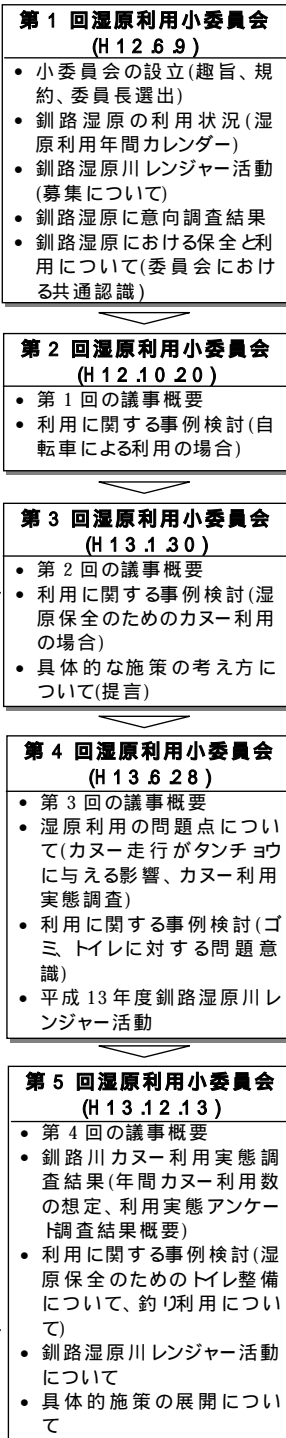 第 1 回湿原利用小委員会
(H12.6.9)
• 小委員会の設立(趣旨、規
約、委員長選出)
• 釧路湿原の利用状況(湿
原利用年間カレンダー)
• 釧路湿原川レンジャー活動
(募集について)
• 釧路湿原に意向調査結果
• 釧路湿原における保全と利
用について(委員会におけ
る共通認識)
第 2 回湿原利用小委員会
(H12.10.20)
• 第 1 回の議事概要
• 利用に関する事例検討(自
転車による利用の場合)
第 3 回湿原利用小委員会
(H13.1.30)
• 第 2 回の議事概要
• 利用に関する事例検討(湿
原保全のためのカヌー利用
の場合)
• 具体的な施策の考え方に
ついて(提言)
第 4 回湿原利用小委員会
(H13.6.28)
• 第 3 回の議事概要
• 湿原利用の問題点につい
て(カヌー走行がタンチョウ
に与える影響、カヌー利用
実態調査)
• 利用に関する事例検討(ゴ
ミ、トイレに対する問題意
識)
• 平成 13 年度釧路湿原川レ
ンジャー活動
第 5 回湿原利用小委員会
(H13.12.13)
• 第 4 回の議事概要
• 釧路川カヌー利用実態調
査結果(年間カヌー利用数
の想定、利用実態アンケー
ト調査結果概要)
• 利用に関する事例検討(湿
原保全のためのトイレ整備
について、釣り利用につい
て)
• 釧路湿原川レンジャー活動
について
• 具体的施策の展開につい
て